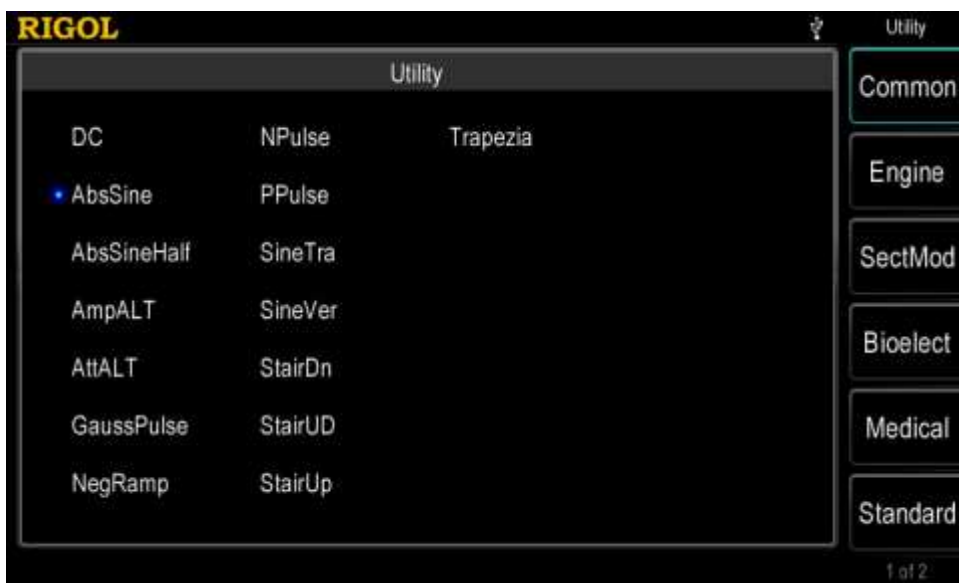 RIGOL
Utility
Utility
DC NPulse Trapezia
AbsSine PPulse
AbsSineHalf SineTra
AmpALT SineVer
AttALT StairDn
GaussPulse StairUD
NegRamp StairUp
Common
Engine
SectMod
Bioelect
Medical
Standard
1 of 2